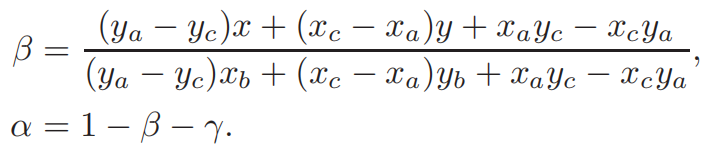 β = \frac{(y_a − y_c)x + (x_c − x_a)y + x_a y_c − x_c y_a}{(y_a − y_c)x_b + (x_c − x_a)y_b + x_a y_c − x_c y_a},
α = 1 − β − γ.